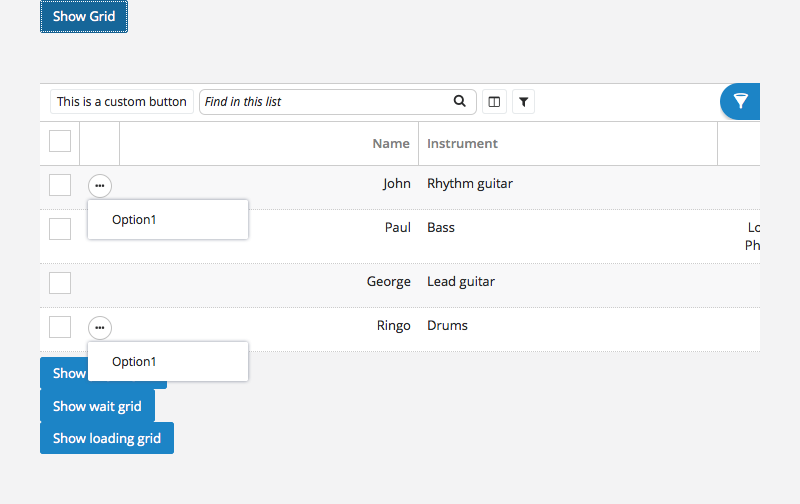 Show Grid
This is a custom button Find in this list
Name Instrument
John Rhythm guitar
Option1
Paul Bass Lo
Ph
George Lead guitar
Ringo Drums
Option1
Show
Show wait grid
Show loading grid